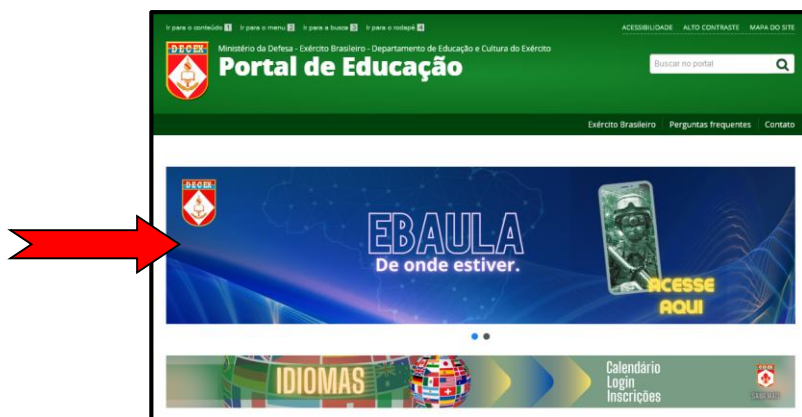 Ir para o conteúdo 1 Ir para o menu 2 Ir para a busca 3 Ir para o rodapé 4
ACESSIBILIDADE ALTO CONTRASTE MAPA DO SITE
DECEX
Ministério da Defesa - Exército Brasileiro - Departamento de Educação e Cultura do Exército
Portal de Educação
Buscar no portal
Exército Brasileiro Perguntas frequentes Contato
DECEX
EBAULA
De onde estiver.
ACESSE
AQUI
IDIOMAS
Calendário
Login
Inscrições